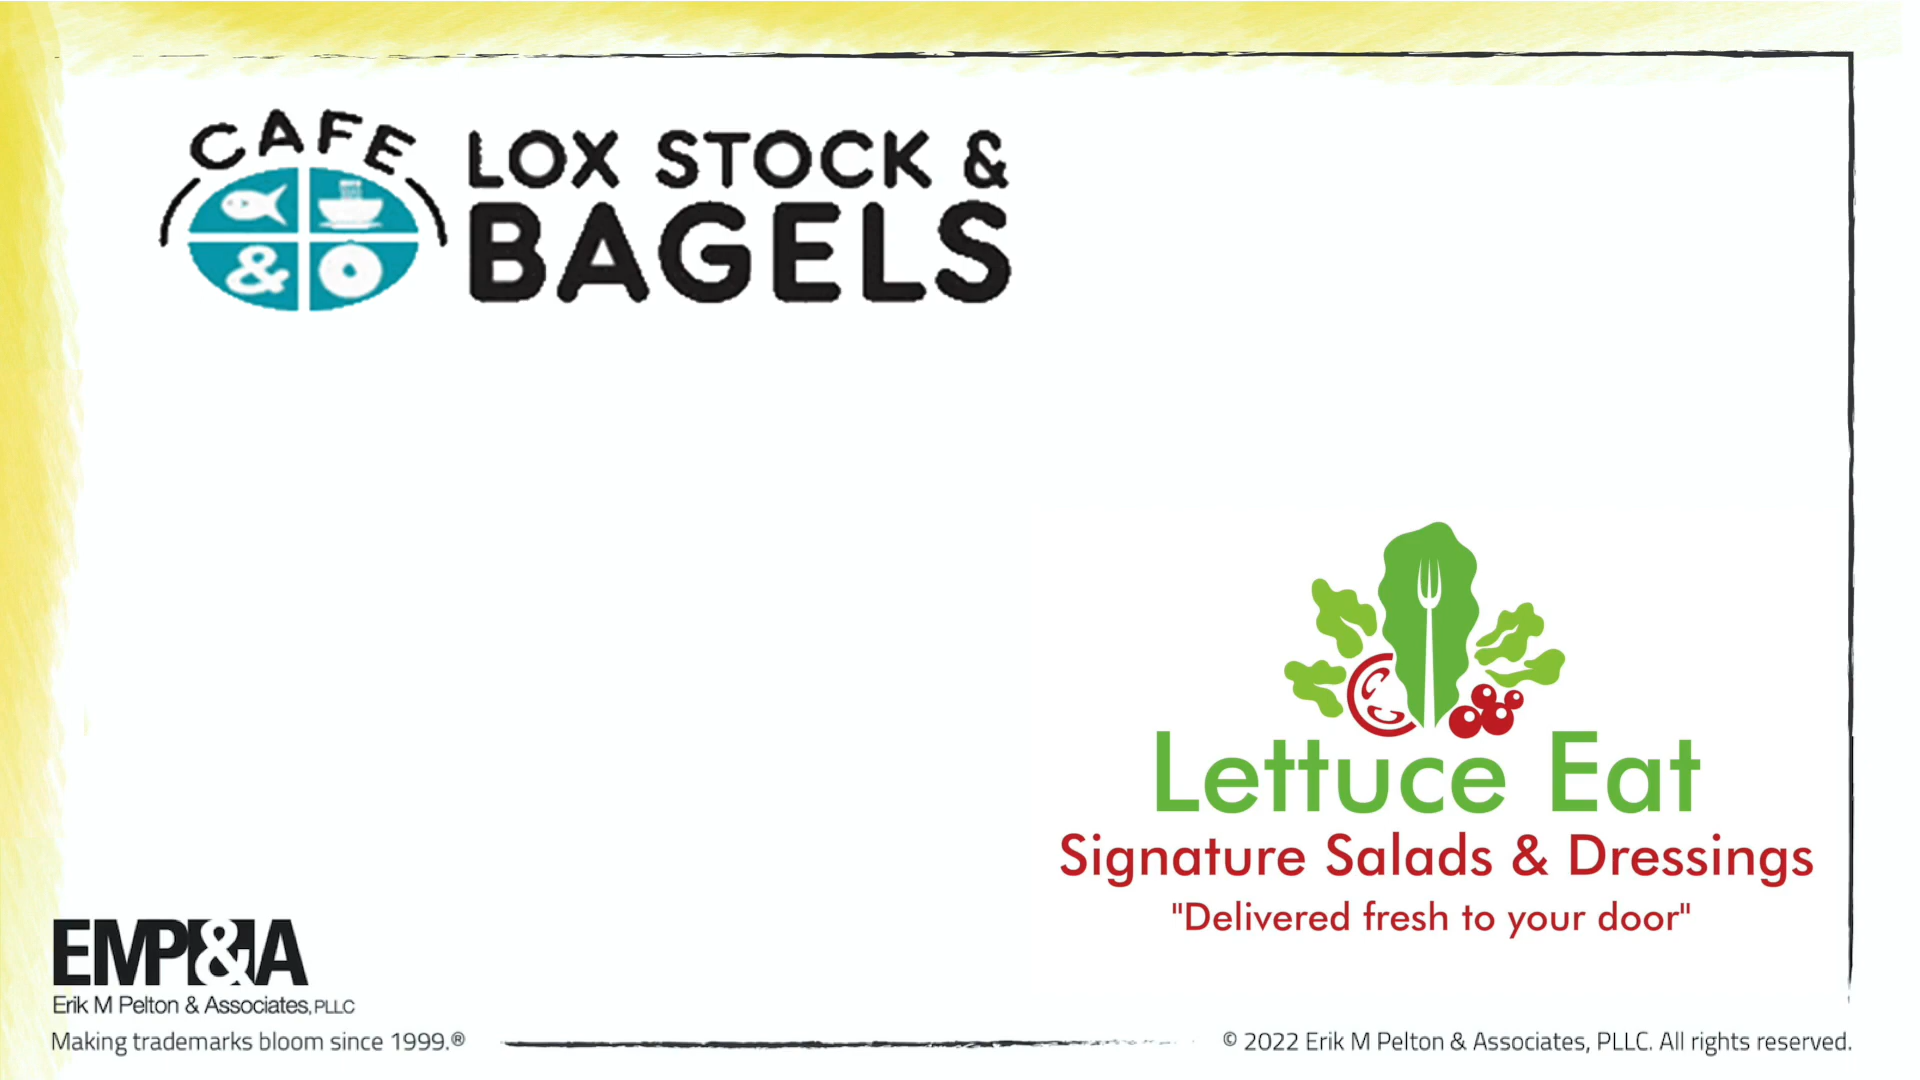 CAFE
&
LOX STOCK &
BAGELS
Lettuce Eat
Signature Salads & Dressings
"Delivered fresh to your door"
EMP&A
Erik M Pelton & Associates, PLLC
Making trademarks bloom since 1999.®
© 2022 Erik M Pelton & Associates, PLLC. All rights reserved.